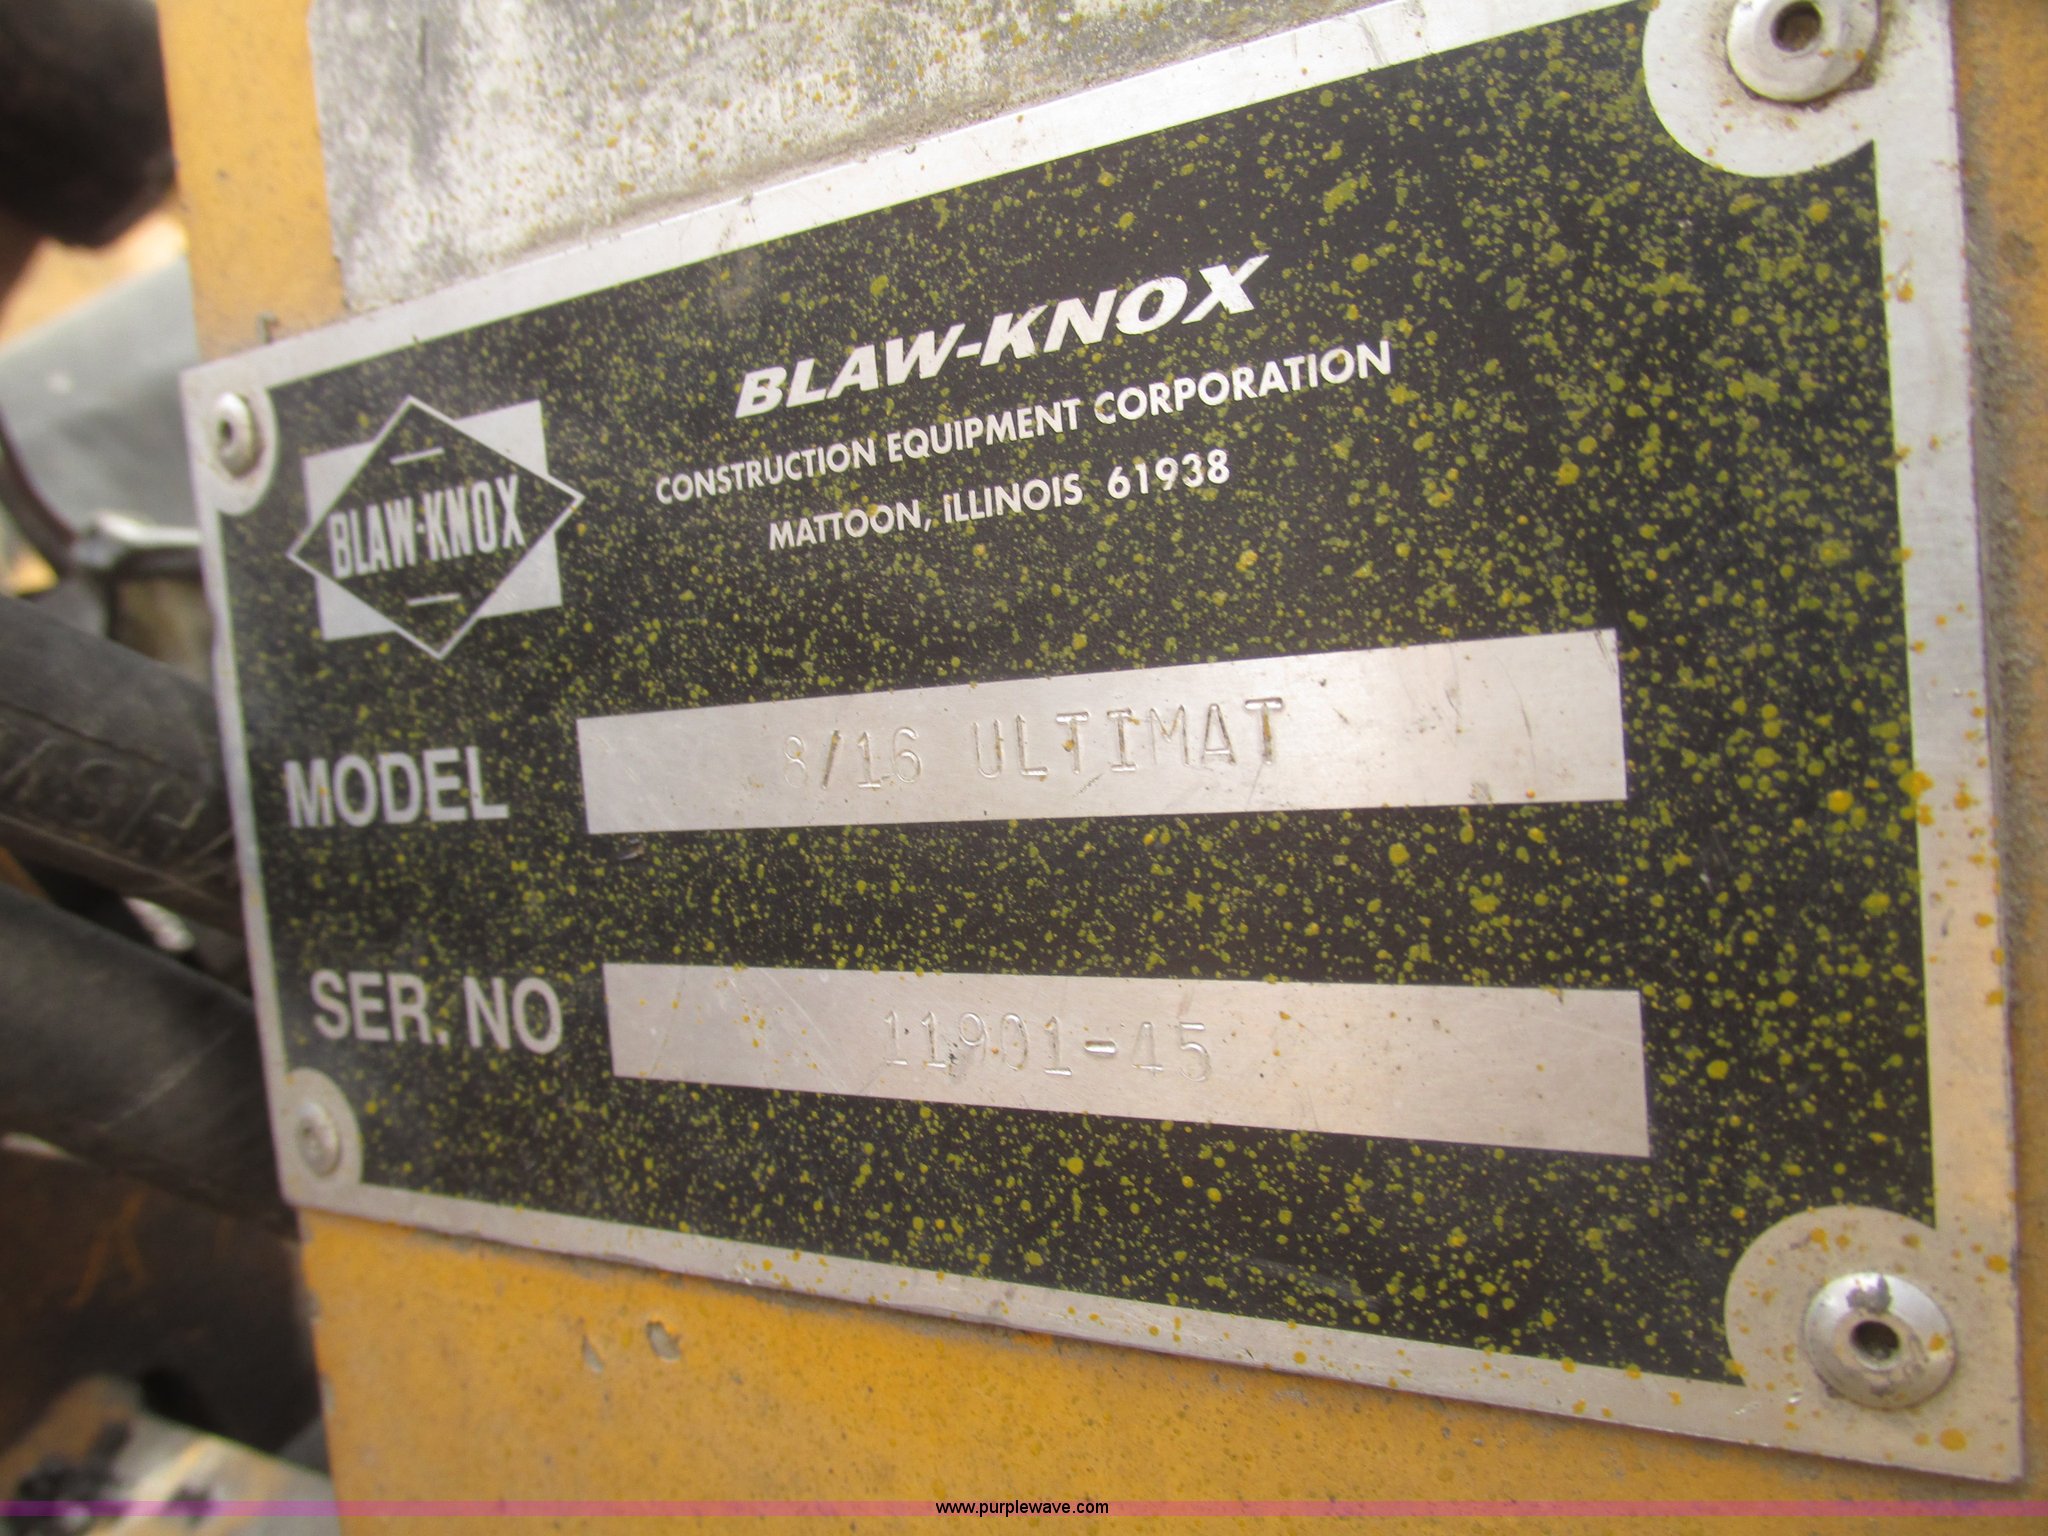 BLAW-KNOX
CONSTRUCTION EQUIPMENT CORPORATION
MATTOON, ILLINOIS 61938
BLAW-KNOX
MODEL 8/16 ULTIMAT
SER. NO 11901-45
www.purplewave.com